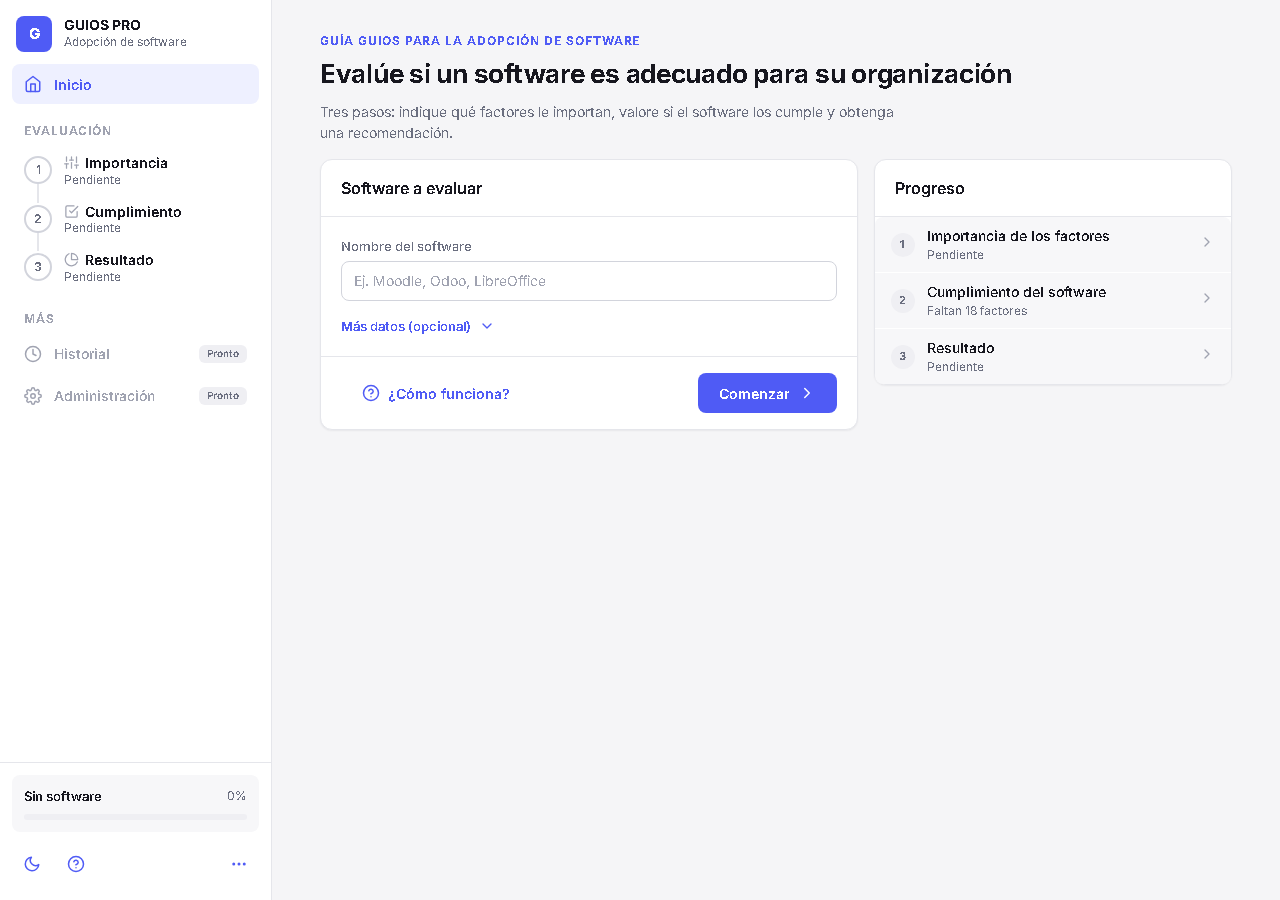 G
GUIOS PRO
Adopción de software
Inicio
EVALUACIÓN
1
Importancia
Pendiente
2
Cumplimiento
Pendiente
3
Resultado
Pendiente
MÁS
Historial
Pronto
Administración
Pronto
Sin software
0%
GUÍA GUIOS PARA LA ADOPCIÓN DE SOFTWARE
Evalúe si un software es adecuado para su organización
Tres pasos: indique qué factores le importan, valore si el software los cumple y obtenga
una recomendación.
Software a evaluar
Nombre del software
Ej. Moodle, Odoo, LibreOffice
Más datos (opcional)
¿Cómo funciona?
Comenzar
Progreso
1
Importancia de los factores
Pendiente
2
Cumplimiento del software
Faltan 18 factores
3
Resultado
Pendiente